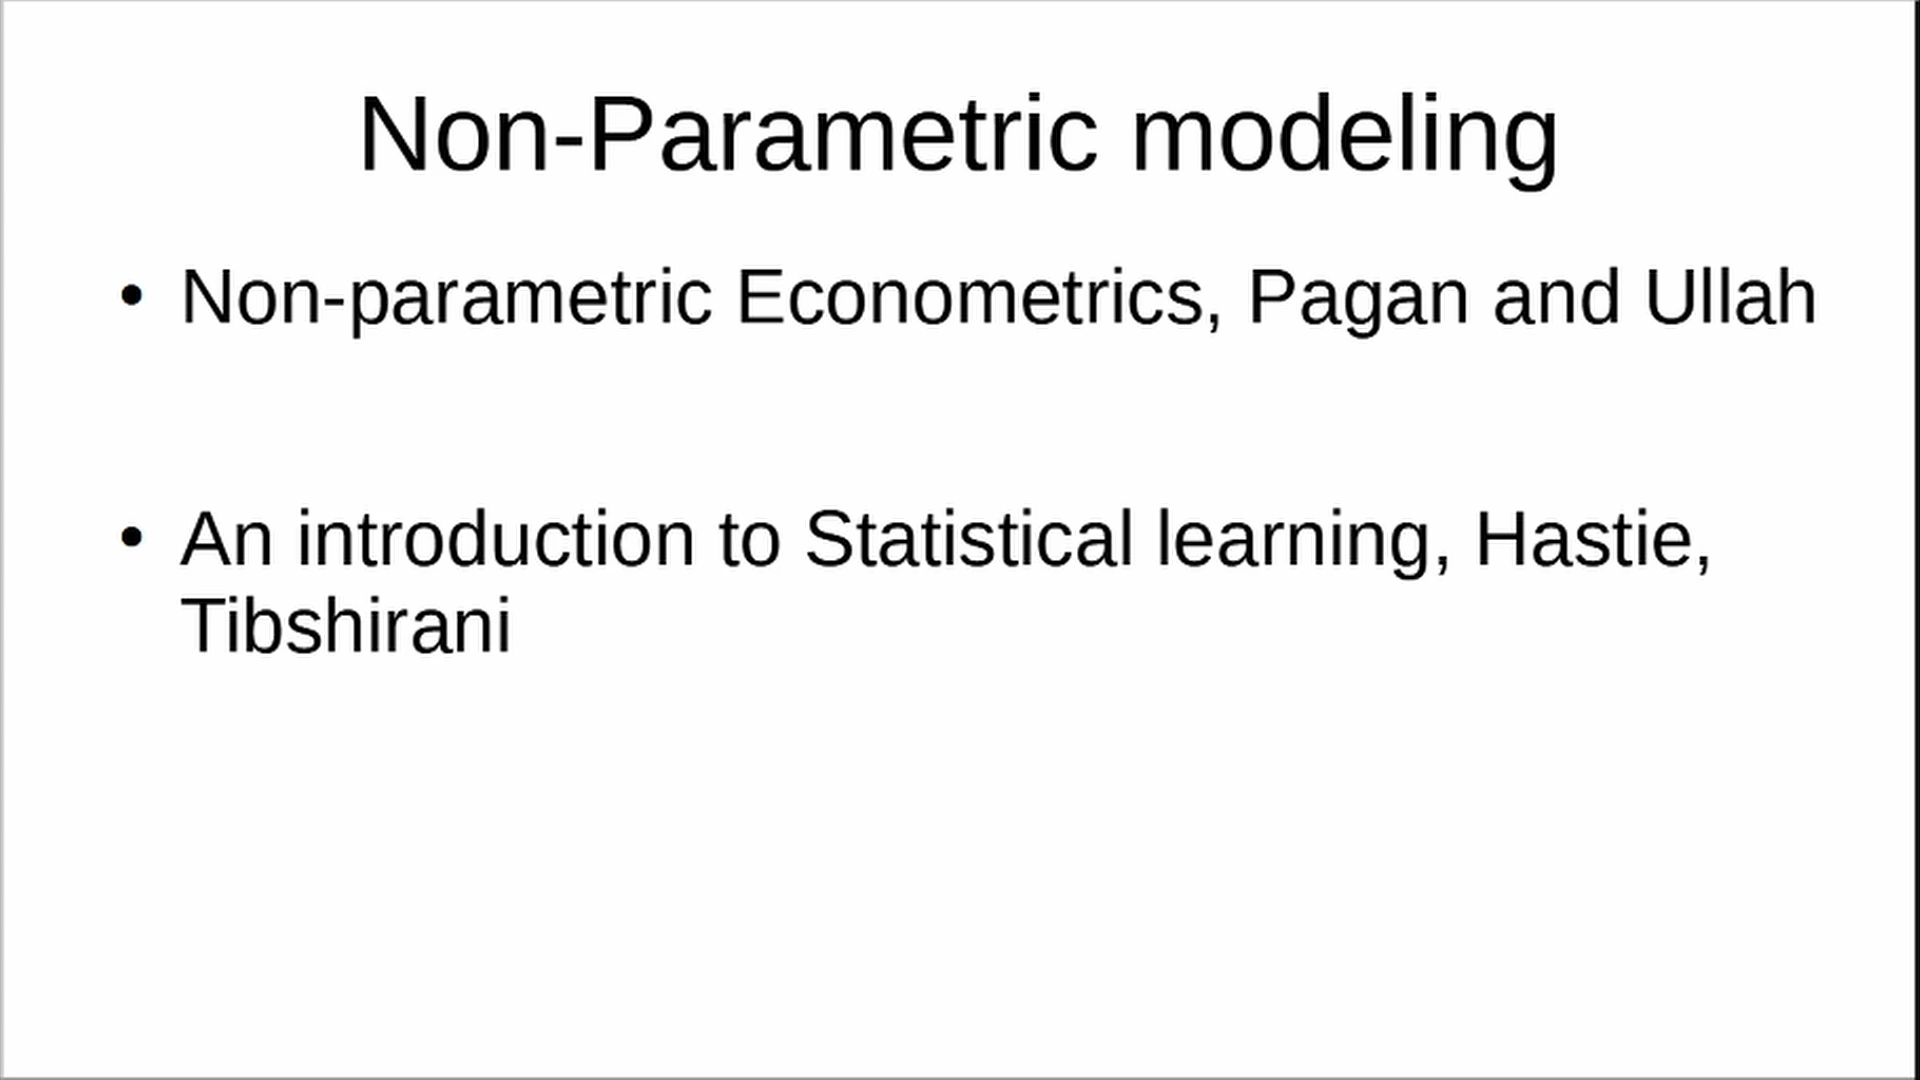 Non-Parametric modeling
• Non-parametric Econometrics, Pagan and Ullah
• An introduction to Statistical learning, Hastie,
Tibshirani